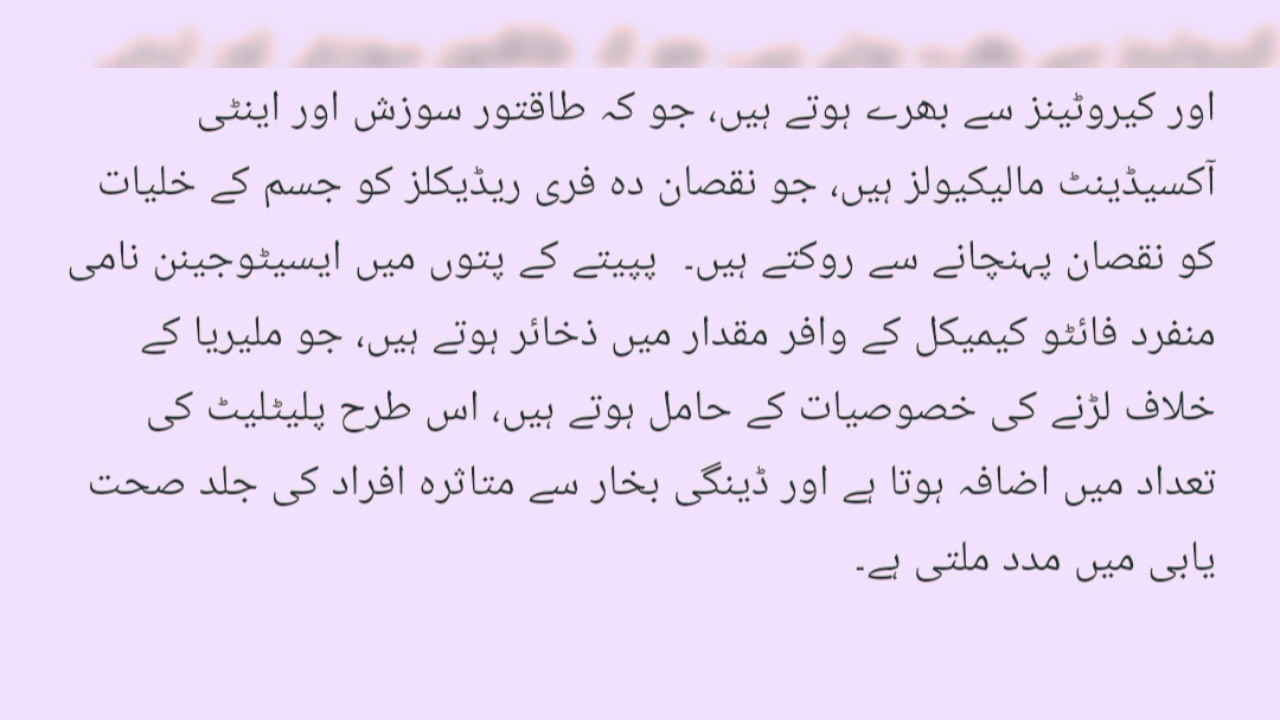 اور کیروٹینز سے بھرے ہوتے ہیں، جو کہ طاقتور سوزش اور اینٹی
آکسیڈینٹ مالیکیولز ہیں، جو نقصان دہ فری ریڈیکلز کو جسم کے خلیات
کو نقصان پہنچانے سے روکتے ہیں۔ پپیتے کے پتوں میں ایسیٹوجینن نامی
منفرد فائٹو کیمیکل کے وافر مقدار میں ذخائر ہوتے ہیں، جو ملیریا کے
خلاف لڑنے کی خصوصیات کے حامل ہوتے ہیں، اس طرح پلیٹلیٹ کی
تعداد میں اضافہ ہوتا ہے اور ڈینگی بخار سے متاثرہ افراد کی جلد صحت
یابی میں مدد ملتی ہے۔